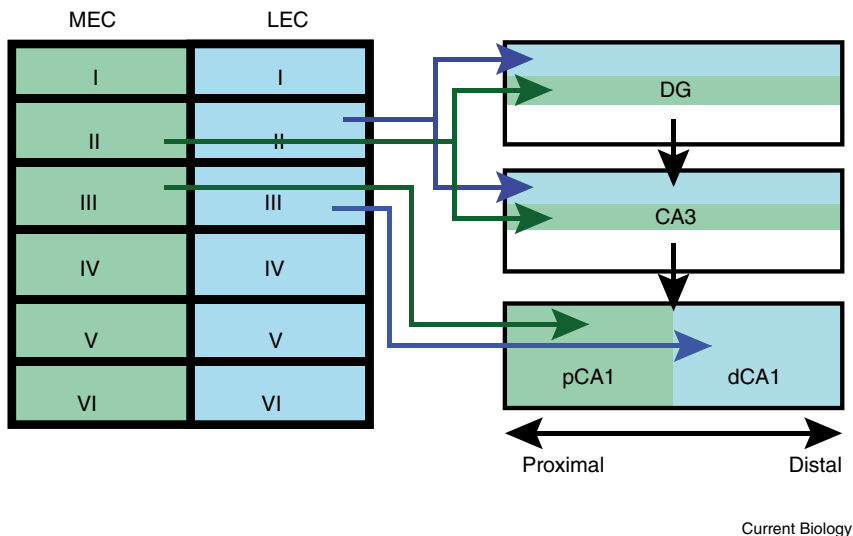 MEC LEC
I I
DG
II II
III III
CA3
IV IV
V V
pCA1 dCA1
VI VI
Proximal Distal
Current Biology